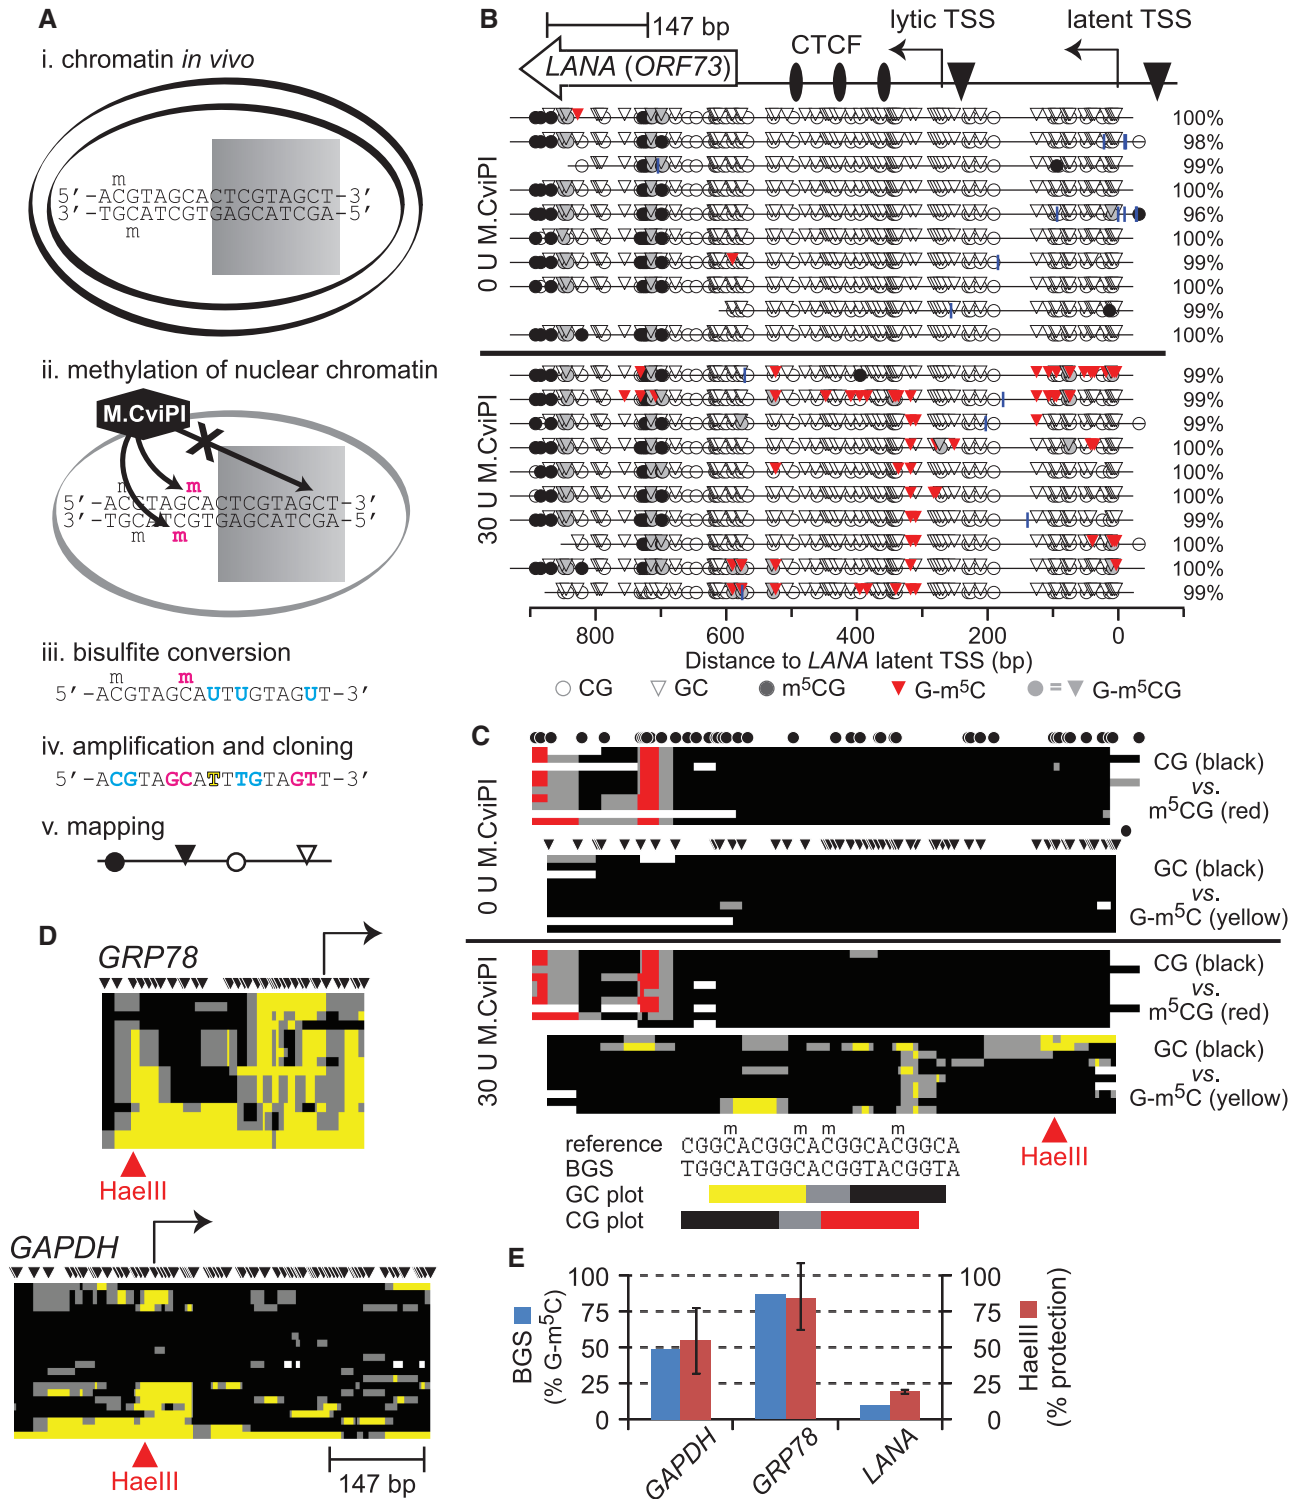 A
i. chromatin in vivo
m
5′-ACGTAGCACTCGTAGCT-3′
3′-TGCATCGTGAGCATCGA-5′
m
ii. methylation of nuclear chromatin
M.CviPI
X
m m
5′-ACGTAGCACTCGTAGCT-3′
3′-TGCATCGTGAGCATCGA-5′
m m
iii. bisulfite conversion
m m
5′-ACGTAGCAUTUGTAGUT-3′
iv. amplification and cloning
5′-ACGTAGCATTTGTAGTT-3′
v. mapping
B
147 bp
lytic TSS
latent TSS
LANA (ORF73)
CTCF
0 U M.CviPI
100%
98%
99%
100%
96%
100%
99%
100%
99%
100%
30 U M.CviPI
99%
99%
99%
100%
100%
100%
99%
100%
100%
99%
800 600 400 200 0
Distance to LANA latent TSS (bp)
CG GC m⁵CG G-m⁵C = G-m⁵CG
C
0 U M.CviPI
CG (black)
vs.
m⁵CG (red)
GC (black)
vs.
G-m⁵C (yellow)
30 U M.CviPI
CG (black)
vs.
m⁵CG (red)
GC (black)
vs.
G-m⁵C (yellow)
HaeIII
m m m m
reference CGGCACGGCACGGCACGGCA
BGS TGGCATGGCACGGTACGGTA
GC plot
CG plot
D
GRP78
HaeIII
GAPDH
HaeIII
147 bp
E
BGS
(% G-m⁵C)
100
75
50
25
0
100
75
50
25
0
HaeIII
(% protection)
GAPDH
GRP78
LANA